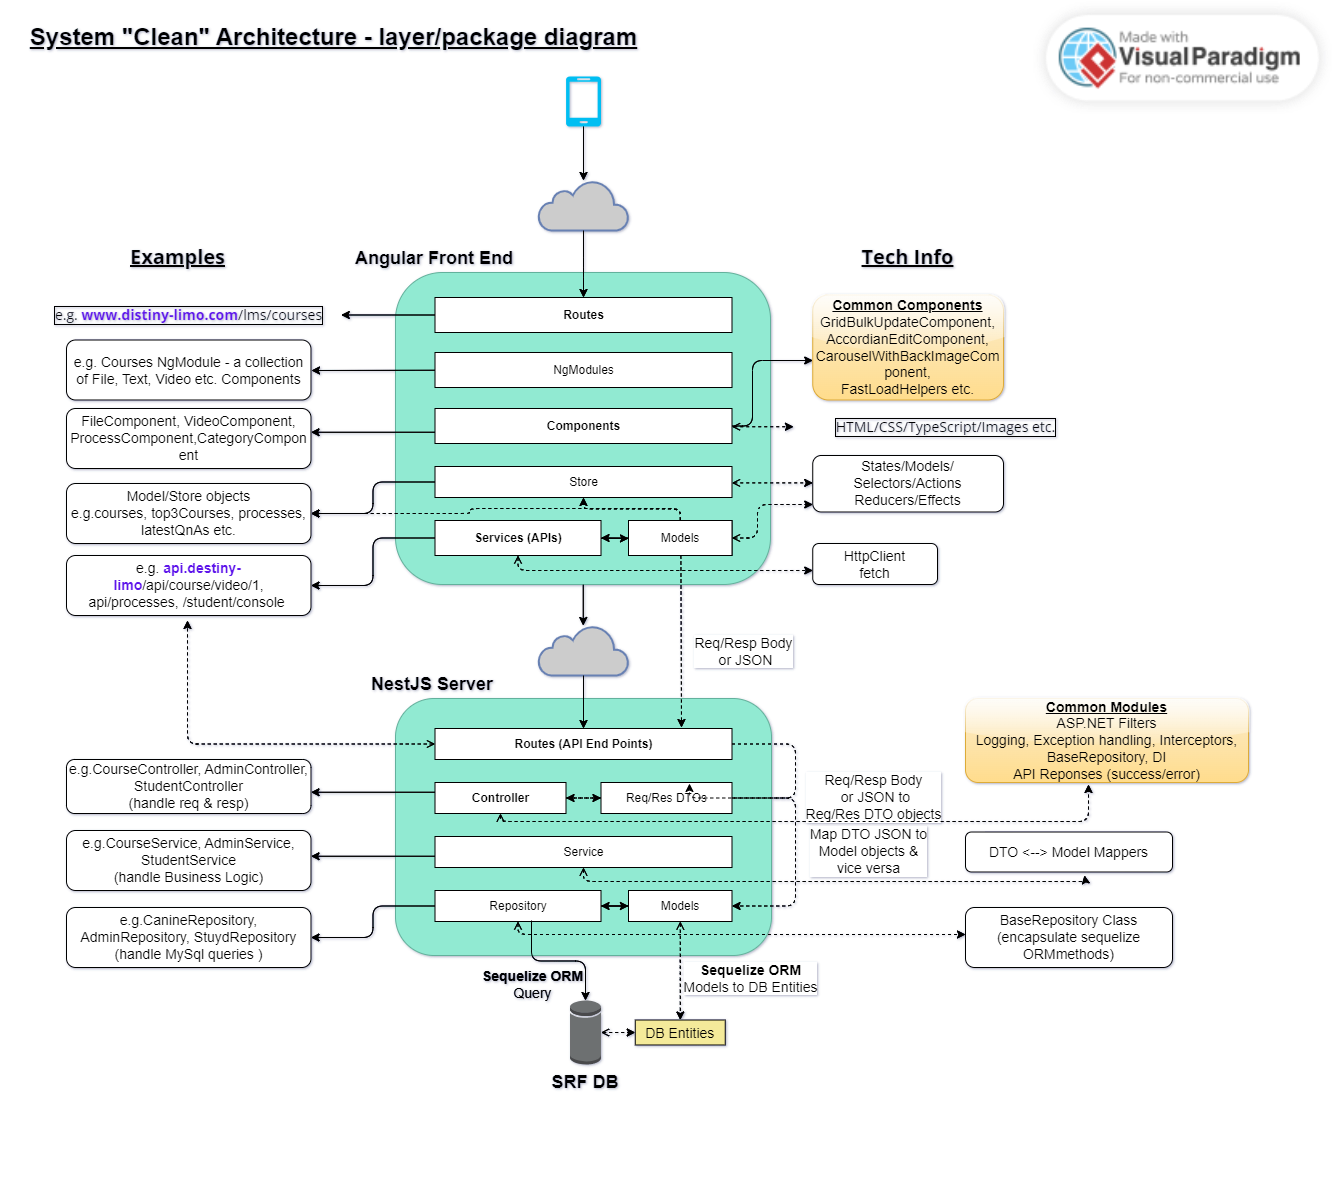 System "Clean" Architecture - layer/package diagram
Made with
VisualParadigm
For non-commercial use
Examples
Angular Front End
Tech Info
e.g. www.distiny-limo.com/lms/courses
Routes
Common Components
GridBulkUpdateComponent,
AccordianEditComponent,
CarouselWithBackImageCom
ponent,
FastLoadHelpers etc.
e.g. Courses NgModule - a collection
of File, Text, Video etc. Components
NgModules
FileComponent, VideoComponent,
ProcessComponent,CategoryCompon
ent
Components
HTML/CSS/TypeScript/Images etc.
Model/Store objects
e.g.courses, top3Courses, processes,
latestQnAs etc.
Store
States/Models/
Selectors/Actions
Reducers/Effects
e.g. api.destiny-
limo/api/course/video/1,
api/processes, /student/console
Services (APIs)
Models
HttpClient
fetch
Req/Resp Body
or JSON
NestJS Server
Routes (API End Points)
Common Modules
ASP.NET Filters
Logging, Exception handling, Interceptors,
BaseRepository, DI
API Reponses (success/error)
e.g.CourseController, AdminController,
StudentController
(handle req & resp)
Controller
Req/Res DTOs
Req/Resp Body
or JSON to
Req/Res DTO objects
e.g.CourseService, AdminService,
StudentService
(handle Business Logic)
Service
Map DTO JSON to
Model objects &
vice versa
DTO <--> Model Mappers
e.g.CanineRepository,
AdminRepository, StuydRepository
(handle MySql queries )
Repository
Models
BaseRepository Class
(encapsulate sequelize
ORMmethods)
Sequelize ORM
Query
Sequelize ORM
Models to DB Entities
DB Entities
SRF DB